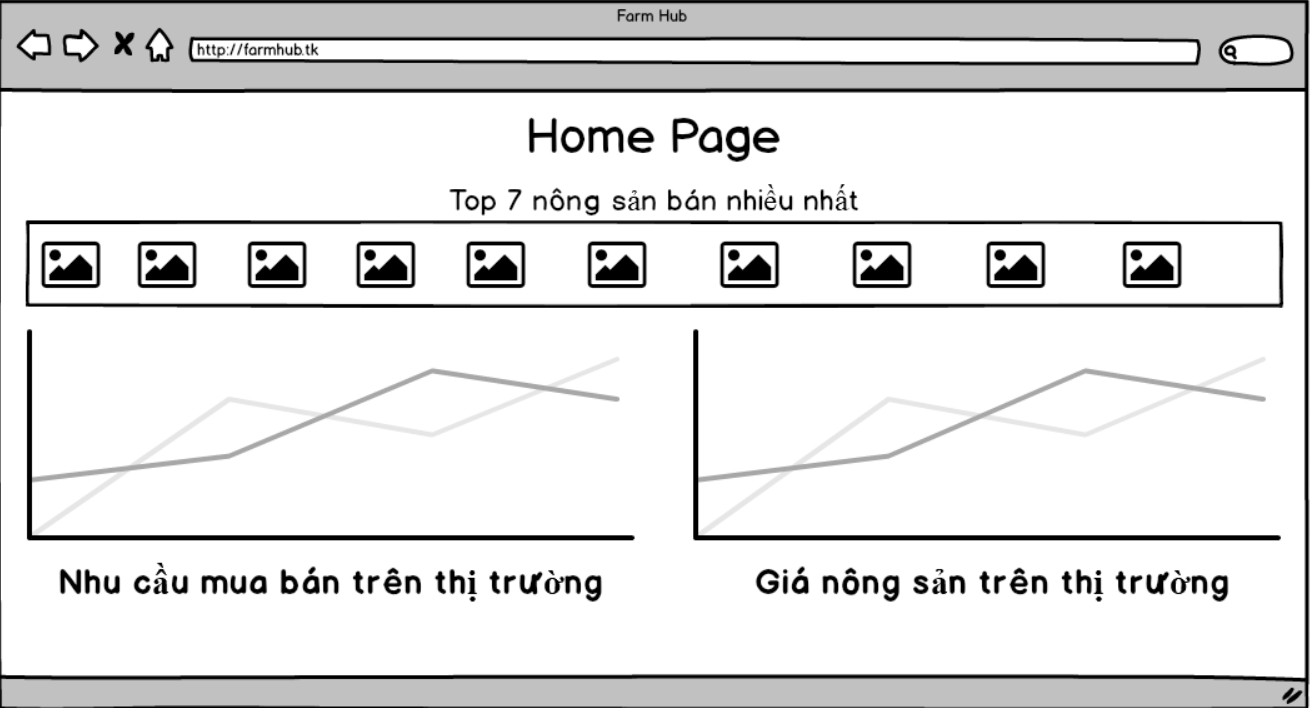 Farm Hub
http://farmhub.tk
Home Page
Top 7 nông sản bán nhiều nhất
Nhu cầu mua bán trên thị trường
Giá nông sản trên thị trường